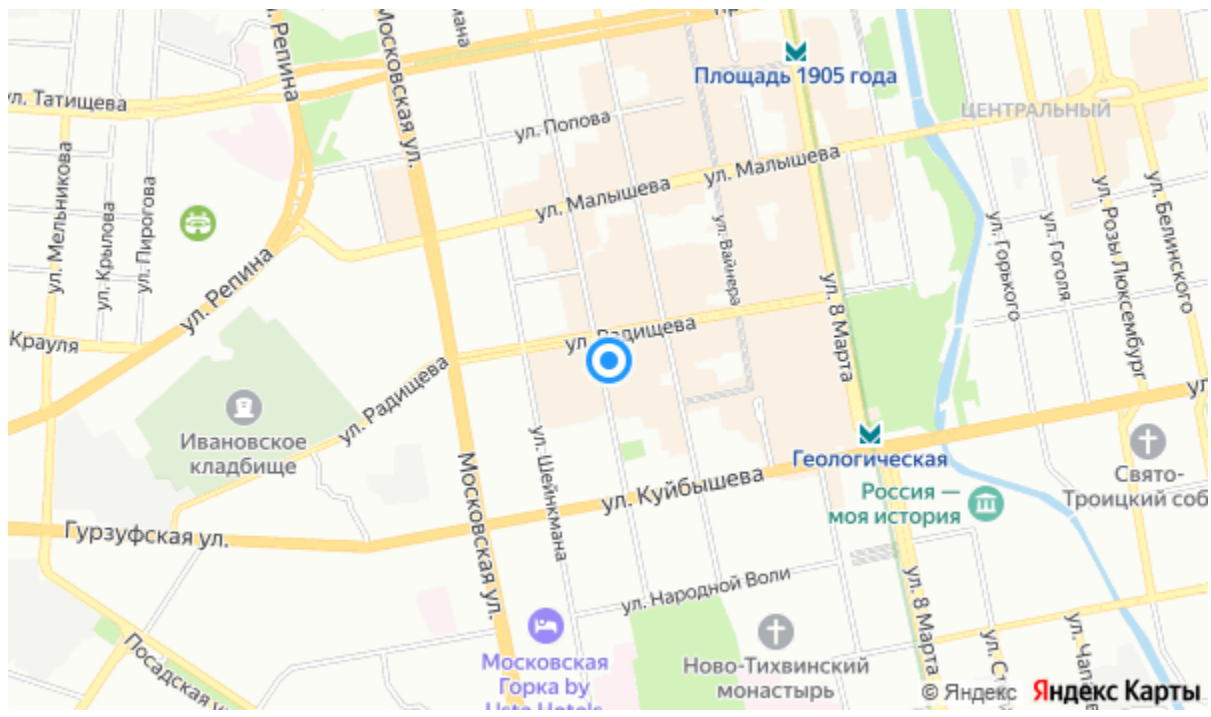 ул. Репина
Московская ул.
Площадь 1905 года
ул. Татищева
ул. Попова
ЦЕНТРАЛЬНЫЙ
ул. Малышева
ул. Малышева
ул. Мельникова
ул. Крылова
ул. Пирогова
ул. Вайнера
ул. Горького
ул. Гоголя
ул. Розы Люксембург
ул. Белинского
ул. Репина
ул. 8 Марта
Крауля
ул. Радищева
ул. Радищева
Ивановское
кладбище
Геологическая
Свято-
Троицкий соб
ул. Шейнкмана
Московская ул.
ул. Куйбышева
Россия —
моя история
Гурзуфская ул.
ул. Народной Воли
ул. 8 Марта
Посадская ул.
Московская
Горка by
Ново-Тихвинский
монастырь
© Яндекс Яндекс Карты